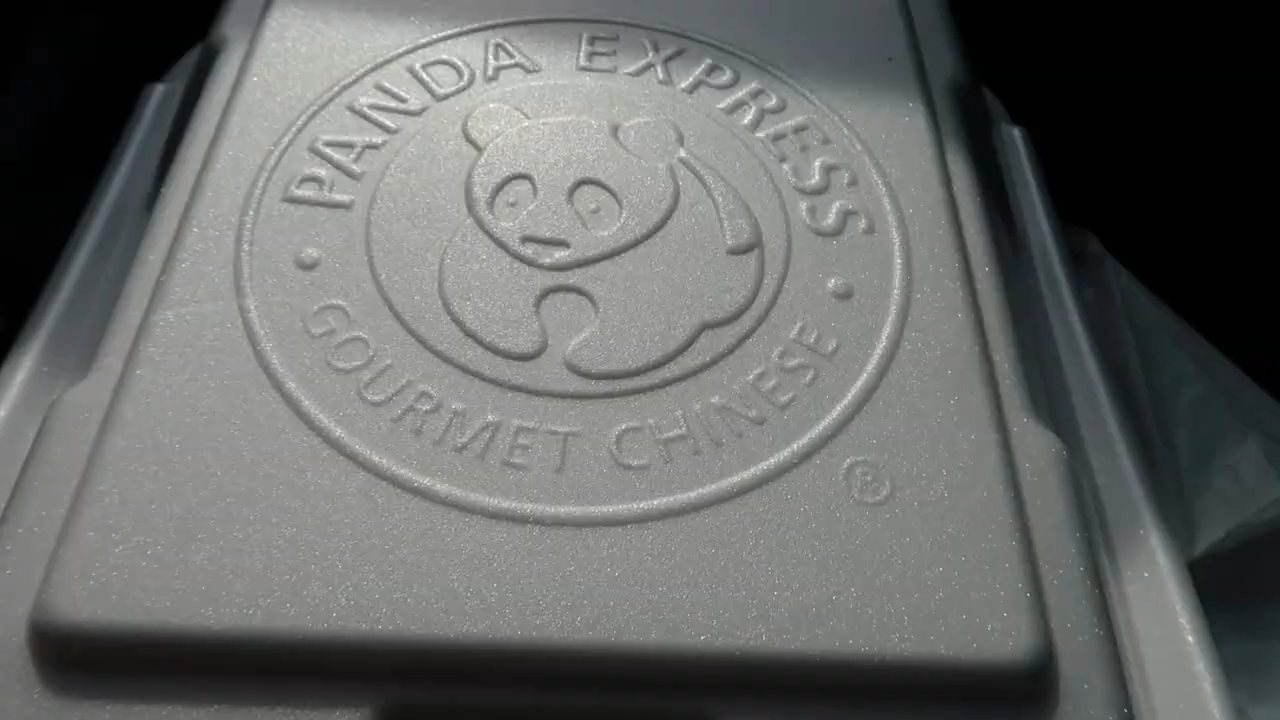 PANDA EXPRESS
• GOURMET CHINESE •
®